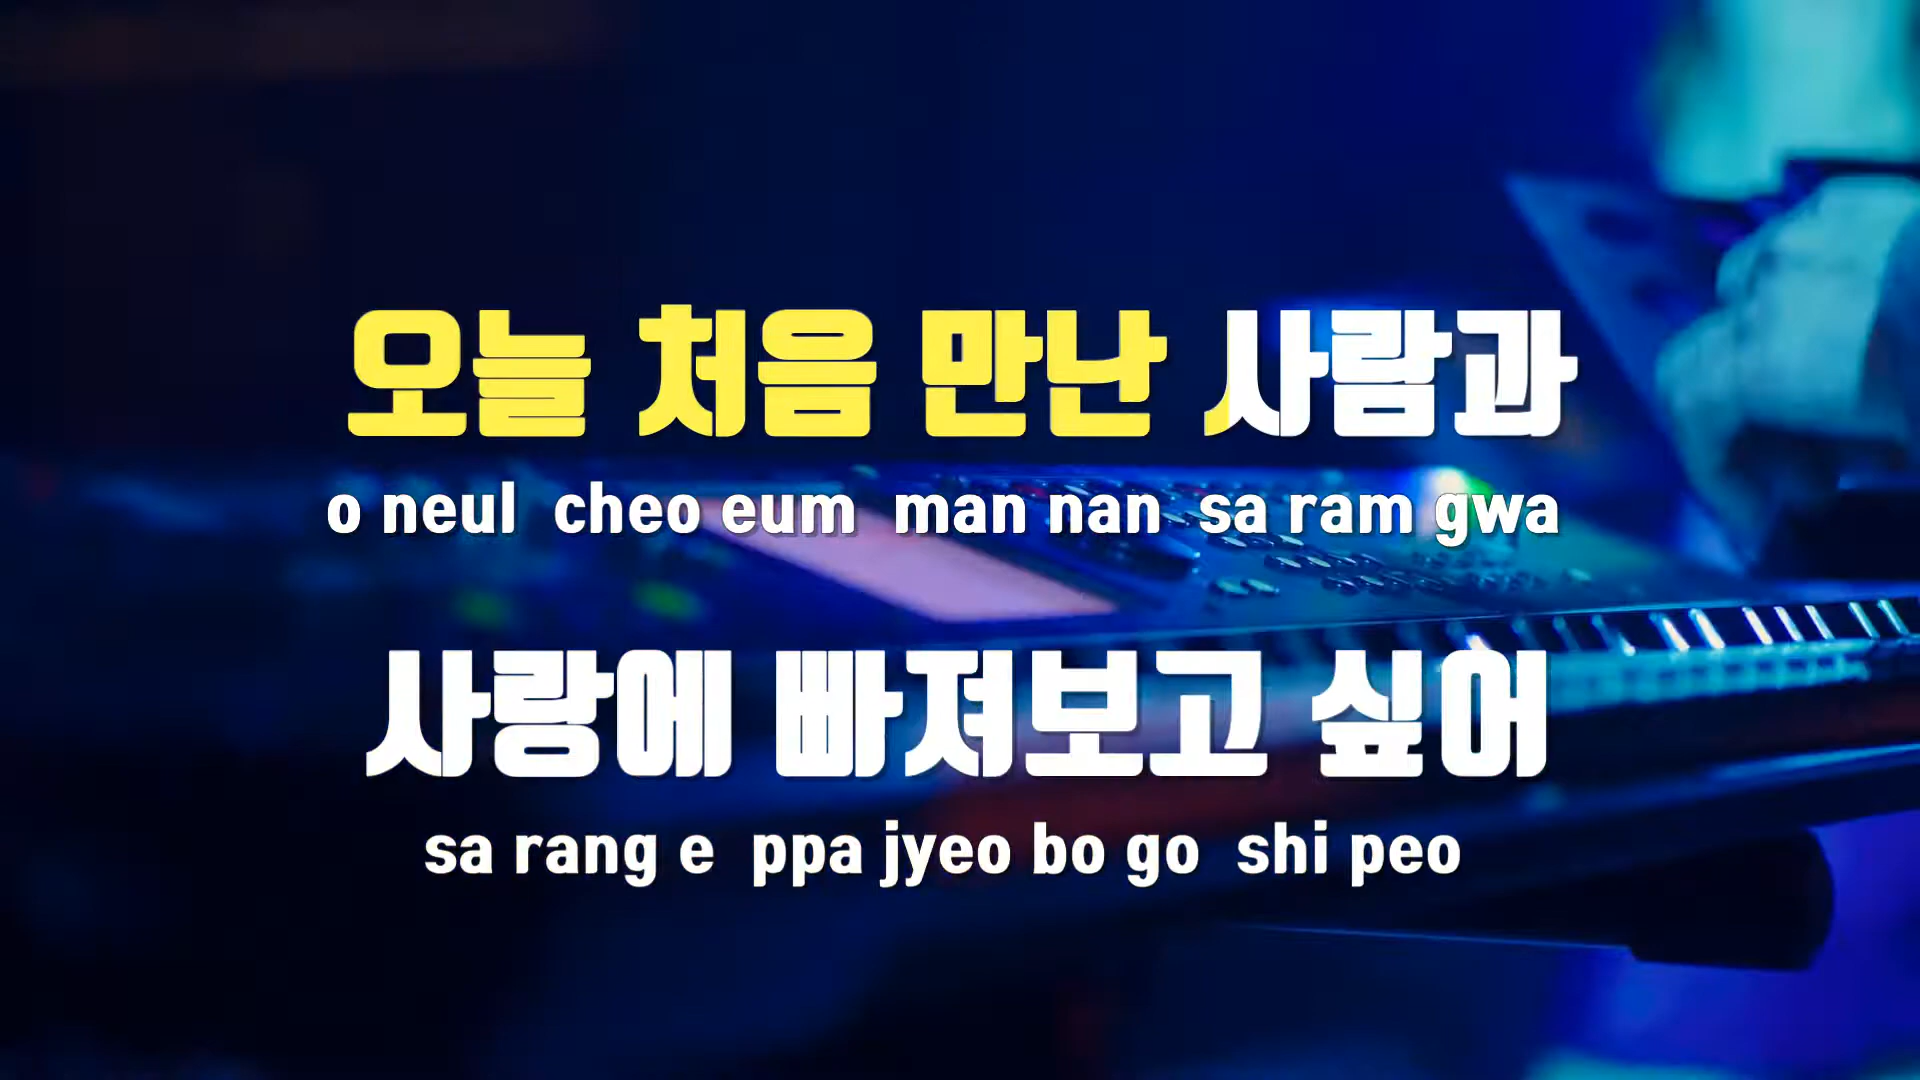 오늘 처음 만난 사람과
o neul cheo eum man nan sa ram gwa
사랑에 빠져보고 싶어
sa rang e ppa jyeo bo go shi peo